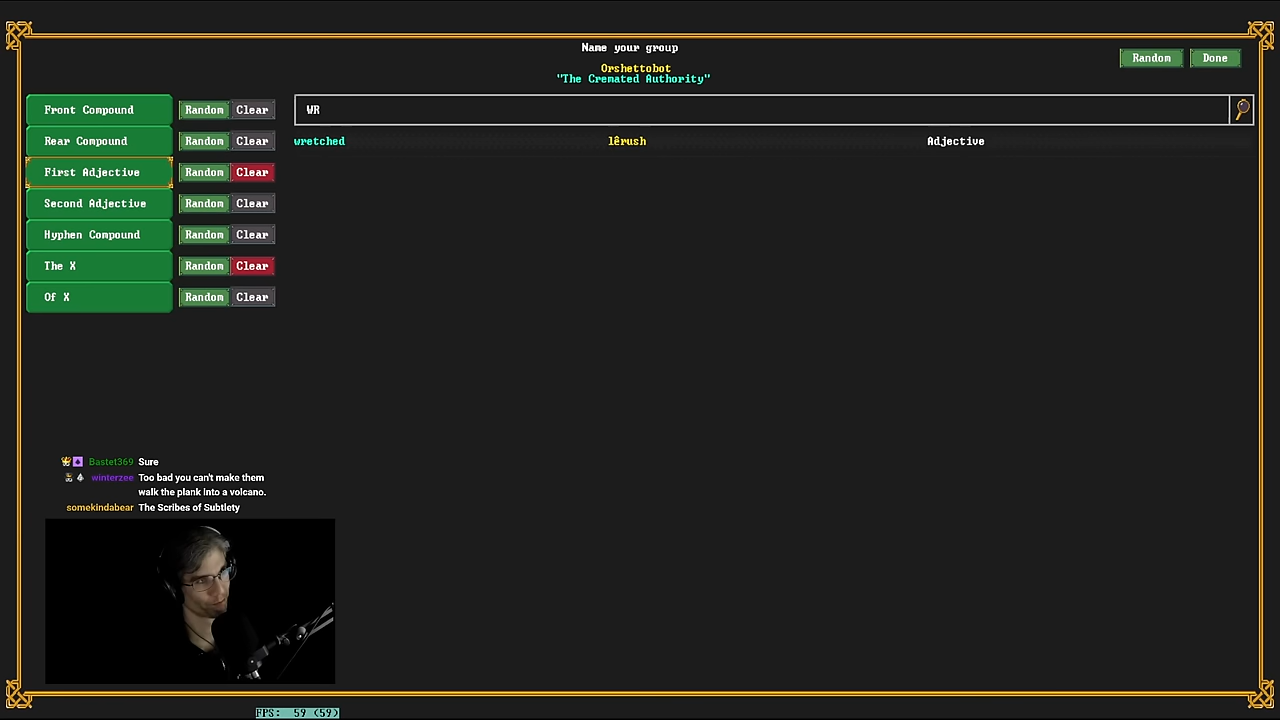 Name your group
Orshettobot
"The Cremated Authority"
Random Done
Front Compound Random Clear
WR
Rear Compound Random Clear
wretched lêrush Adjective
First Adjective Random Clear
Second Adjective Random Clear
Hyphen Compound Random Clear
The X Random Clear
Of X Random Clear
Bastet369 Sure
winterzee Too bad you can't make them
walk the plank into a volcano.
somekindabear The Scribes of Subtlety
FPS: 59 (59)